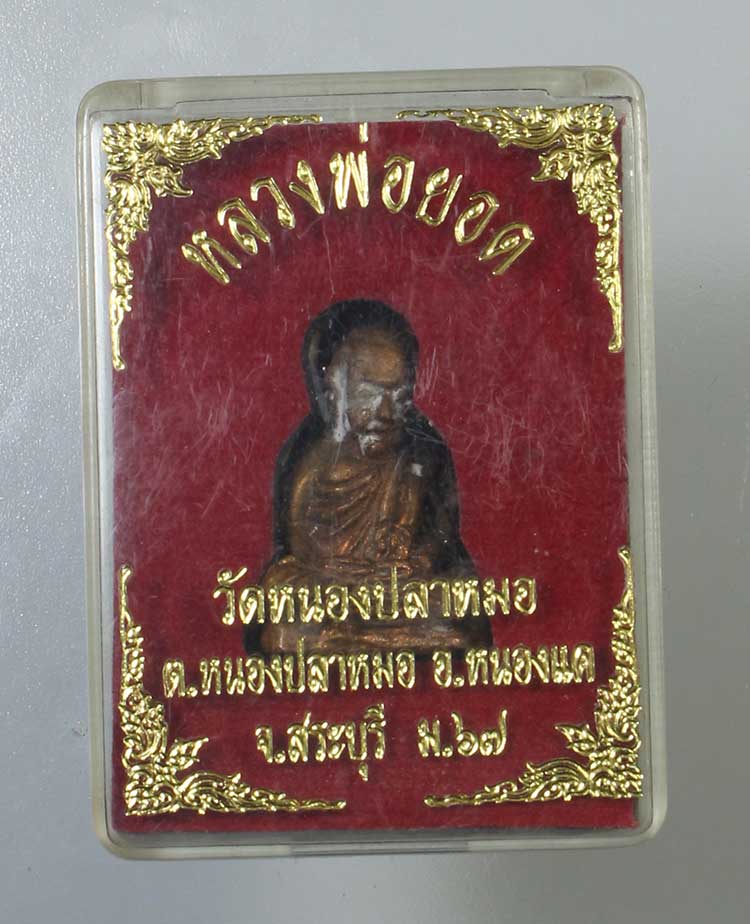 หลวงพ่อยอด
วัดหนองปลาหมอ
ต.หนองปลาหมอ อ.หนองแค
จ.สระบุรี ม.๖๗